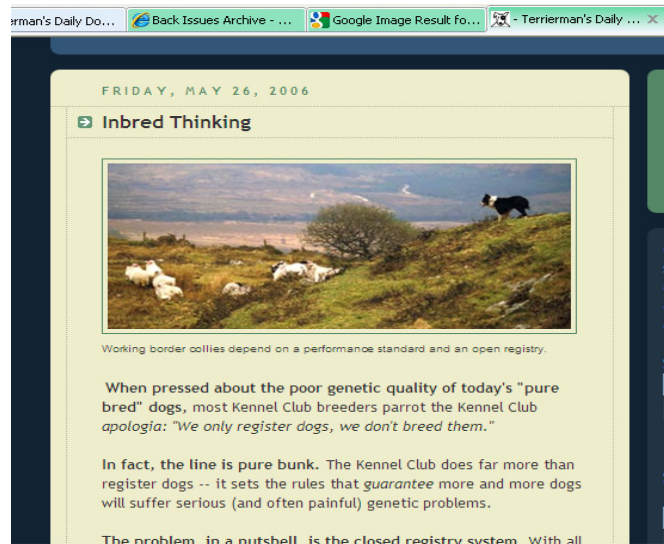 erman's Daily Do...
Back Issues Archive - ...
Google Image Result fo...
- Terrierman's Daily ...
FRIDAY, MAY 26, 2006
Inbred Thinking
Working border collies depend on a performance standard and an open registry.
When pressed about the poor genetic quality of today's "pure
bred" dogs, most Kennel Club breeders parrot the Kennel Club
apologia: "We only register dogs, we don't breed them."
In fact, the line is pure bunk. The Kennel Club does far more than
register dogs -- it sets the rules that guarantee more and more dogs
will suffer serious (and often painful) genetic problems.
The problem, in a nutshell, is the closed registry system. With all